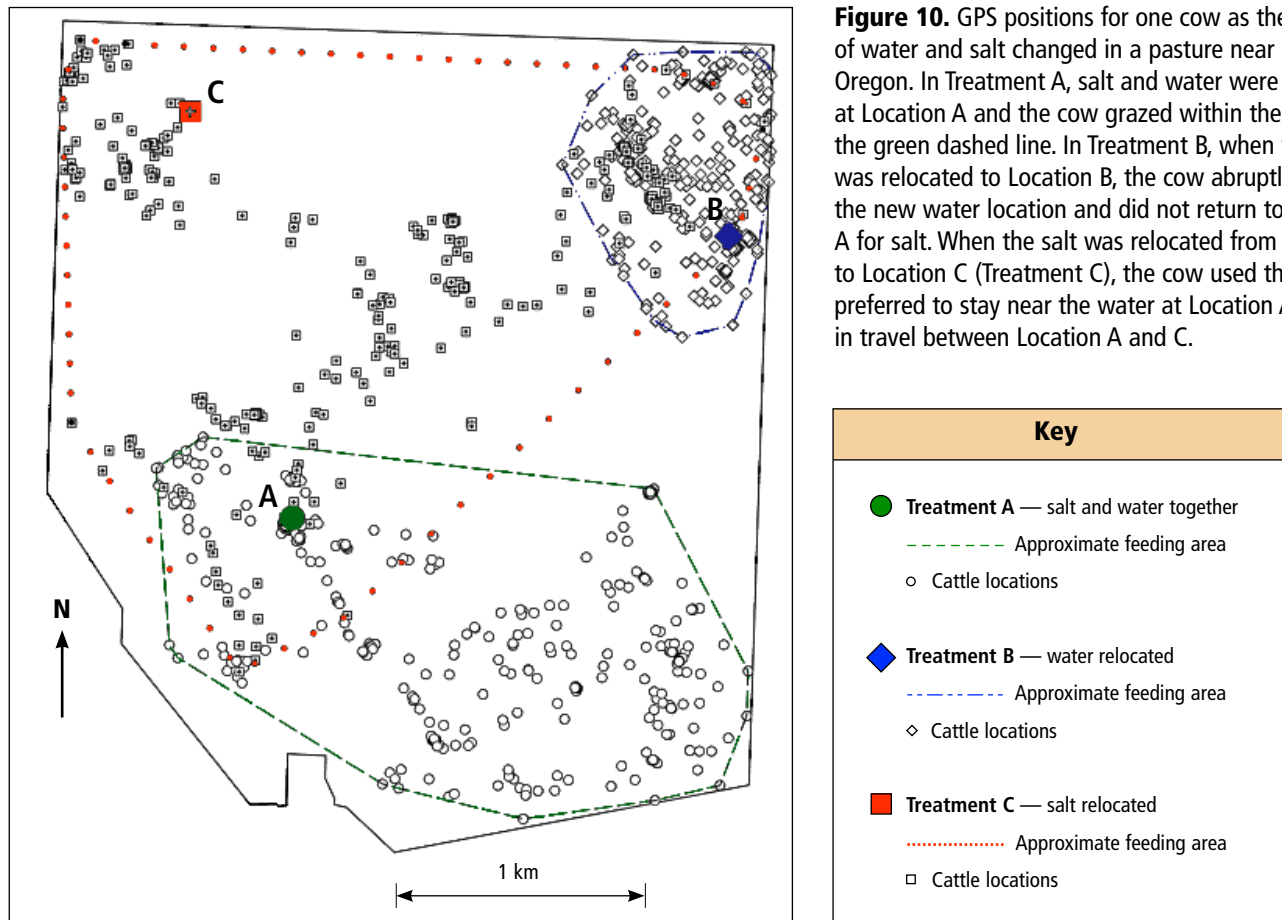 Figure 10. GPS positions for one cow as the
of water and salt changed in a pasture near
Oregon. In Treatment A, salt and water were
at Location A and the cow grazed within the
the green dashed line. In Treatment B, when
was relocated to Location B, the cow
the new water location and did not return to
A for salt. When the salt was relocated from
to Location C (Treatment C), the cow used
preferred to stay near the water at Location
in travel between Location A and C.
C
B
A
N
1 km
Key
Treatment A — salt and water together
Approximate feeding area
Cattle locations
Treatment B — water relocated
Approximate feeding area
Cattle locations
Treatment C — salt relocated
Approximate feeding area
Cattle locations